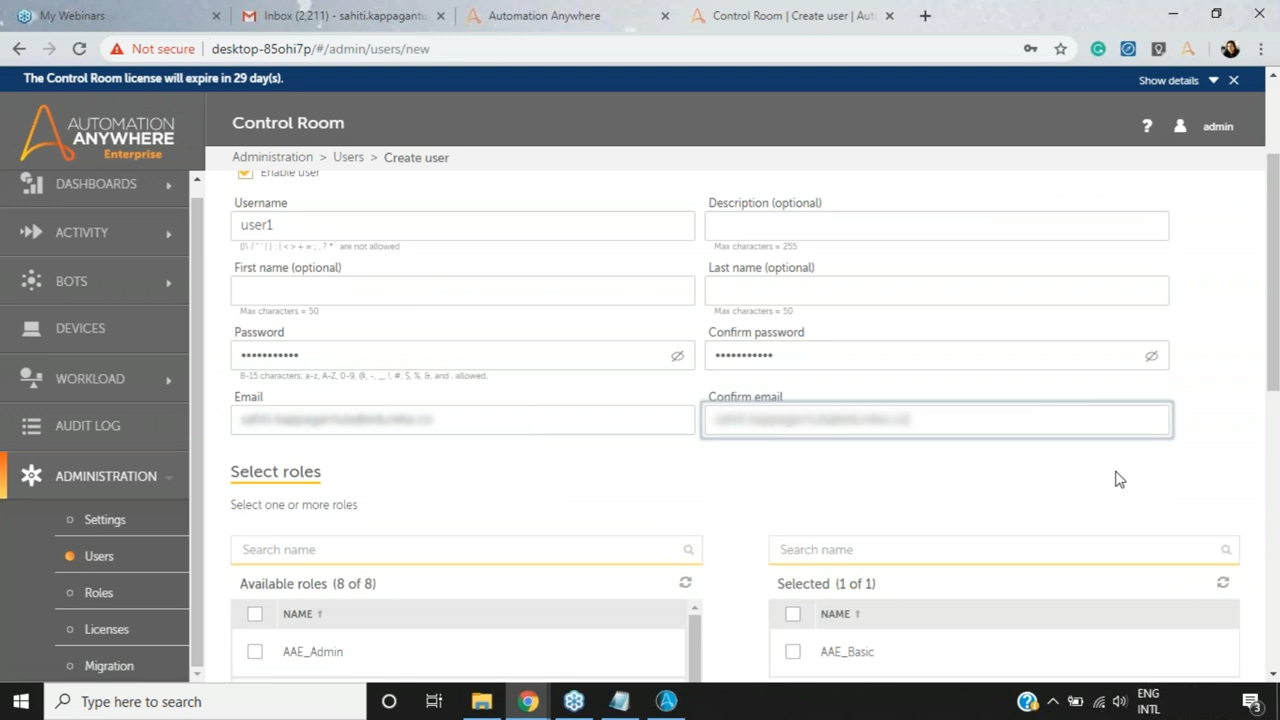 My Webinars
Inbox (2,211) - sahiti.kappagantu
Automation Anywhere
Control Room | Create user | Aut
Not secure
desktop-85ohi7p/#/admin/users/new
The Control Room license will expire in 29 day(s).
Show details
AUTOMATION
ANYWHERE
Enterprise
Control Room
? admin
Administration > Users > Create user
DASHBOARDS
ACTIVITY
BOTS
DEVICES
WORKLOAD
AUDIT LOG
ADMINISTRATION
Settings
Users
Roles
Licenses
Migration
Enable user
Username
user1
are not allowed
Description (optional)
Max characters = 255
First name (optional)
Max characters = 50
Last name (optional)
Max characters = 50
Password
•••••••••••
8-15 characters; a-z, A-Z, 0-9, @, -, _, !, #, $, %, &, and . allowed.
Confirm password
•••••••••••
Email
Confirm email
Select roles
Select one or more roles
Search name
Available roles (8 of 8)
NAME
AAE_Admin
Search name
Selected (1 of 1)
NAME
AAE_Basic
Type here to search
ENG
INTL
3